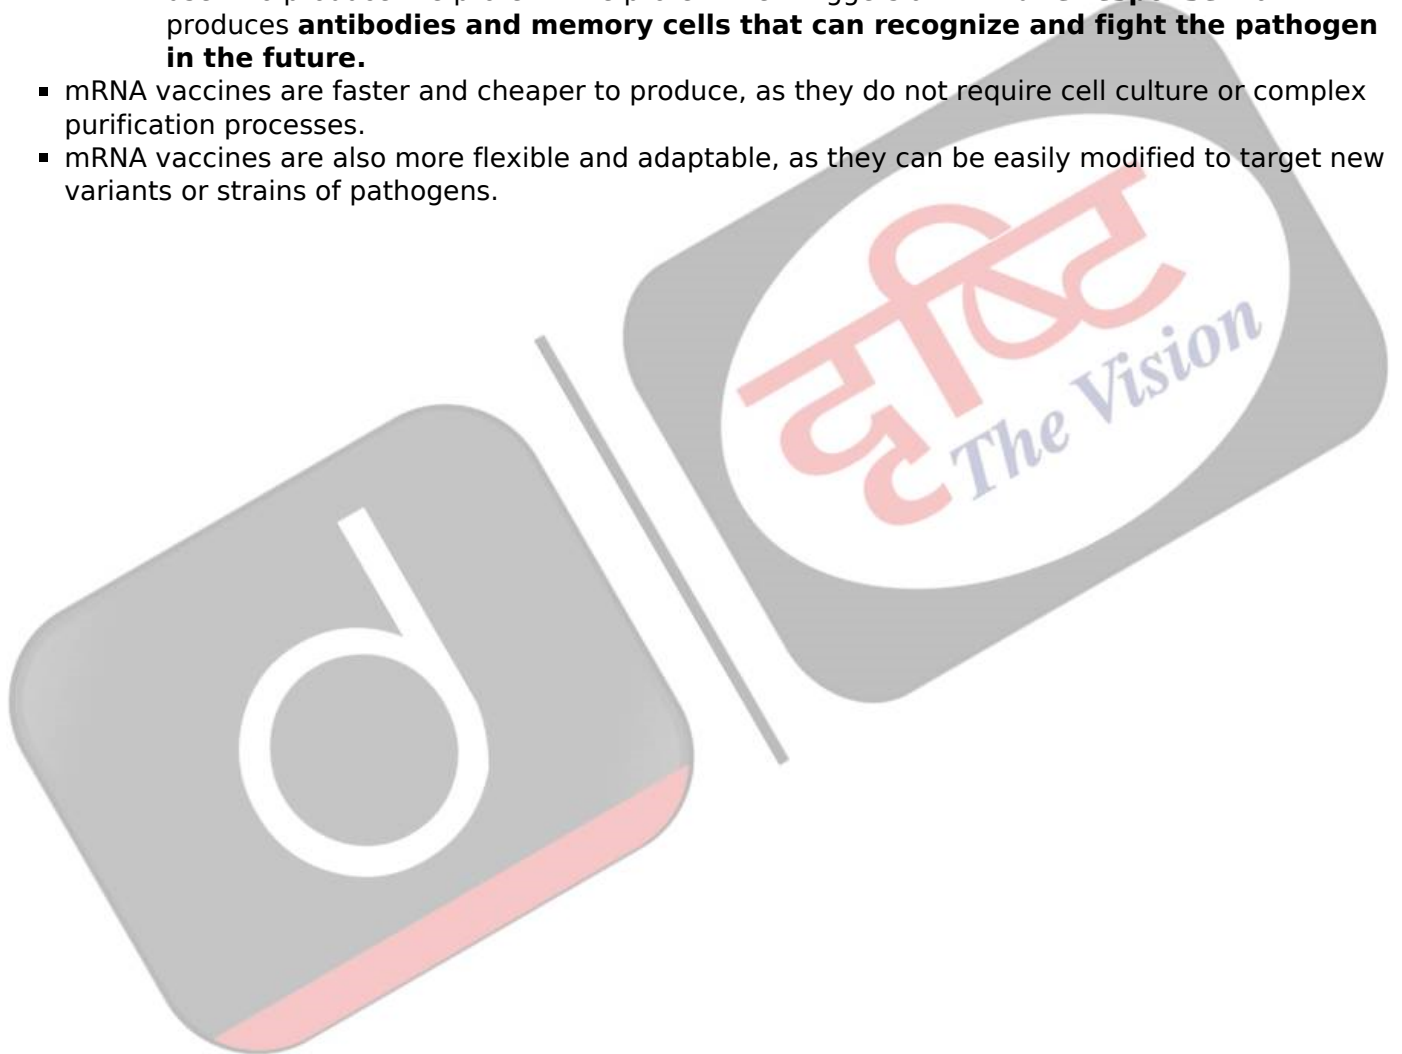 produces antibodies and memory cells that can recognize and fight the pathogen
in the future.
mRNA vaccines are faster and cheaper to produce, as they do not require cell culture or complex
purification processes.
mRNA vaccines are also more flexible and adaptable, as they can be easily modified to target new
variants or strains of pathogens.
दृष्टि
The Vision
d